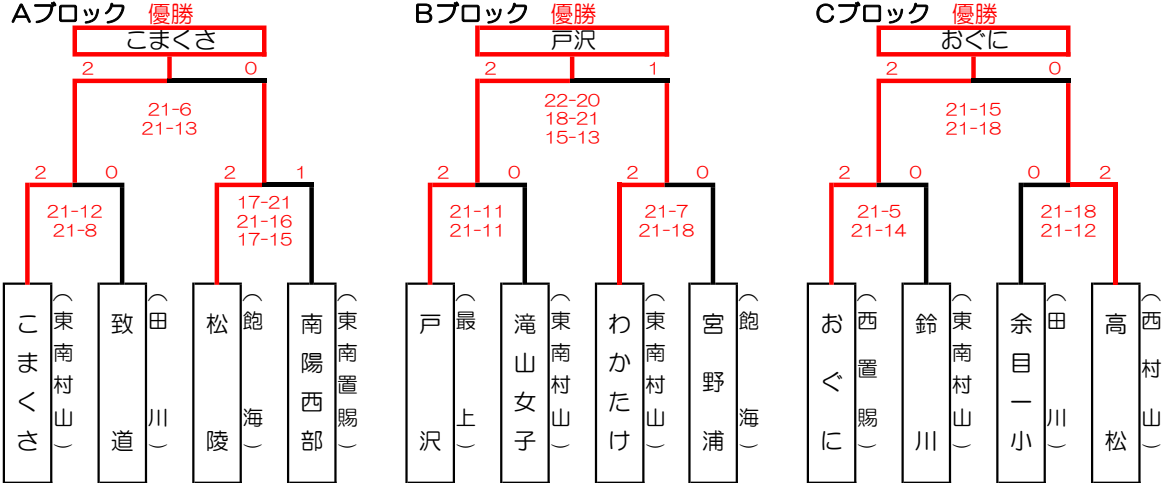 Aブロック 優勝
こまくさ
2 0
21-6
21-13
2 0
21-12
21-8
2 1
17-21
21-16
17-15
こまくさ
（東南村山）
致道
（田川）
松陵
（飽海）
南陽西部
（東南置賜）
Bブロック 優勝
戸沢
2 1
22-20
18-21
15-13
2 0
21-11
21-11
2 0
21-7
21-18
戸沢
（最上）
滝山女子
（東南村山）
わかたけ
（東南村山）
宮野浦
（飽海）
Cブロック 優勝
おぐに
2 0
21-15
21-18
2 0
21-5
21-14
0 2
21-18
21-12
おぐに
（西置賜）
鈴川
（東南村山）
余目一小
（田川）
高松
（西村山）